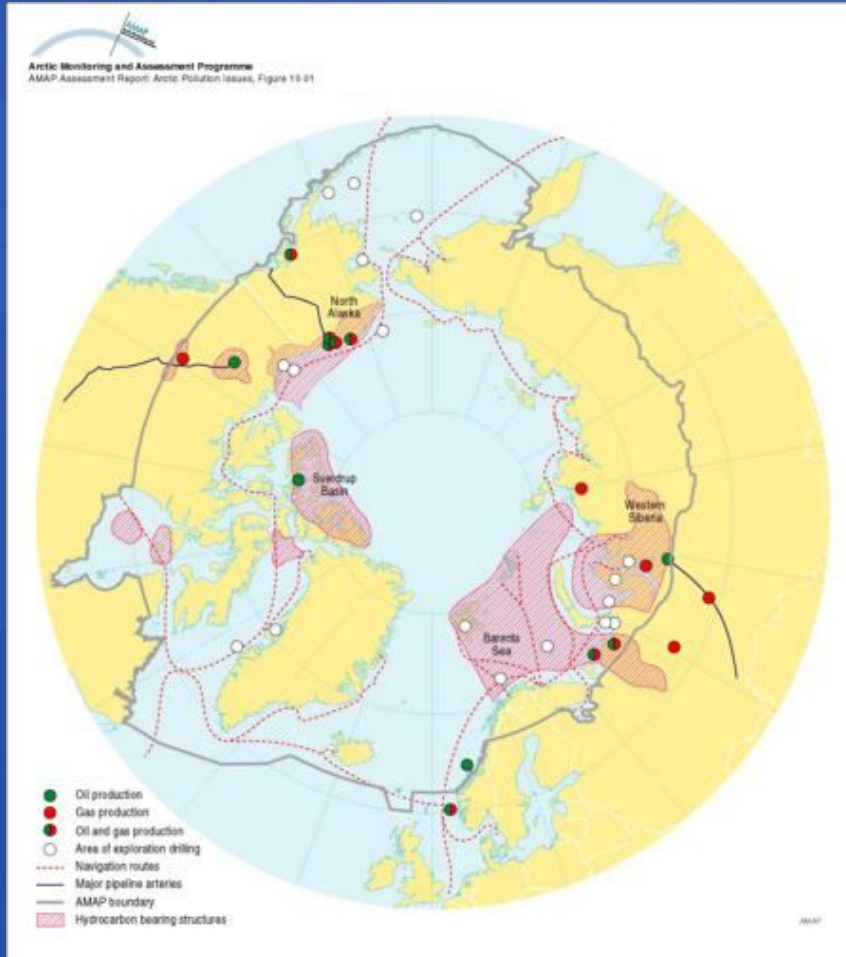 AMAP
Arctic Monitoring and Assessment Programme
AMAP Assessment Report: Arctic Pollution Issues, Figure 10-01
North
Alaska
Sverdrup
Basin
Western
Siberia
Barents
Sea
Oil production
Gas production
Oil and gas production
Area of exploration drilling
Navigation routes
Major pipeline arteries
AMAP boundary
Hydrocarbon bearing structures
AMAP